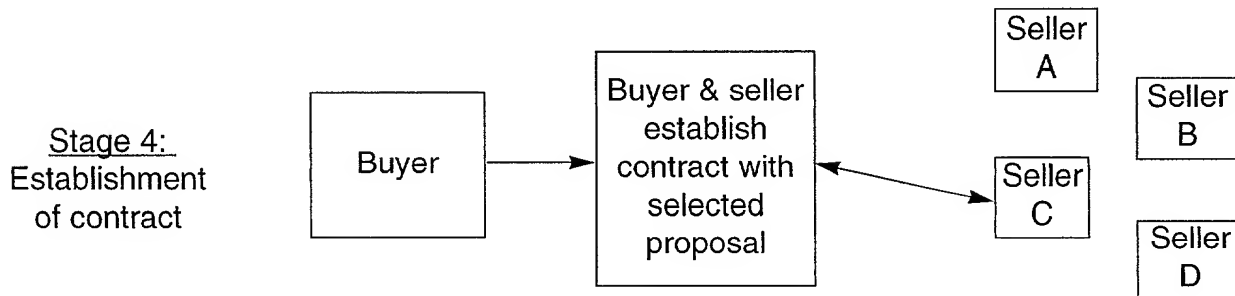 Stage 4:
Establishment
of contract
Buyer
Buyer & seller
establish
contract with
selected
proposal
Seller
A
Seller
B
Seller
C
Seller
D